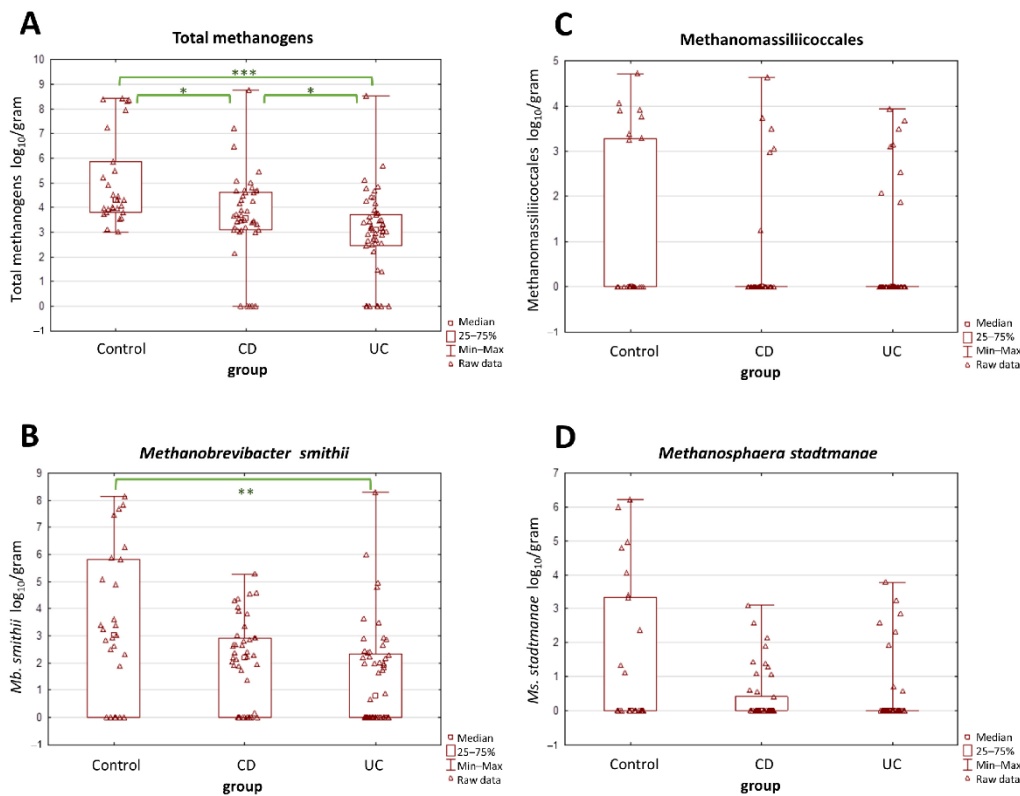 A
Total methanogens
10
9
8
7
6
5
4
3
2
1
0
−1
Total methanogens log10/gram
***
*
*
Control
CD
UC
group
Median
25–75%
Min–Max
Raw data
C
Methanomassiliicoccales
5
4
3
2
1
0
−1
Methanomassiliicoccales log10/gram
Control
CD
UC
group
Median
25–75%
Min–Max
Raw data
B
Methanobrevibacter smithii
9
8
7
6
5
4
3
2
1
0
−1
Mb. smithii log10/gram
**
Control
CD
UC
group
Median
25–75%
Min–Max
Raw data
D
Methanosphaera stadtmanae
7
6
5
4
3
2
1
0
−1
Ms. stadtmanae log10/gram
Control
CD
UC
group
Median
25–75%
Min–Max
Raw data